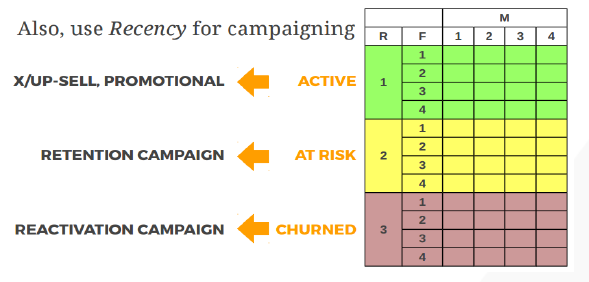 Also, use Recency for campaigning
X/UP-SELL, PROMOTIONAL
ACTIVE
RETENTION CAMPAIGN
AT RISK
REACTIVATION CAMPAIGN
CHURNED
M
R F 1 2 3 4
1
1
2
3
4
2
1
2
3
4
3
1
2
3
4